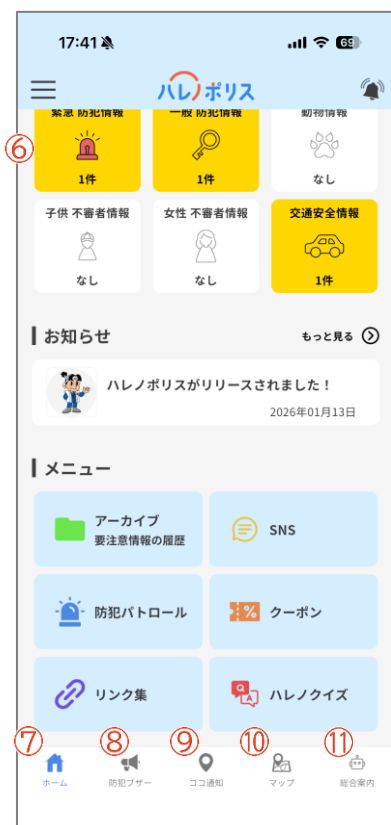 17:41 69
ハレノポリス
⑥
緊急 防犯情報 一般 防犯情報 動物情報
1件 1件 なし
子供 不審者情報 女性 不審者情報 交通安全情報
なし なし 1件
お知らせ もっと見る
ハレノポリスがリリースされました！
2026年01月13日
メニュー
アーカイブ
要注意情報の履歴
SNS
防犯パトロール %クーポン
リンク集 Q A ハレノクイズ
⑦ ⑧ ⑨ ⑩ ⑪
ホーム 防犯ブザー ココ通知 マップ 総合案内